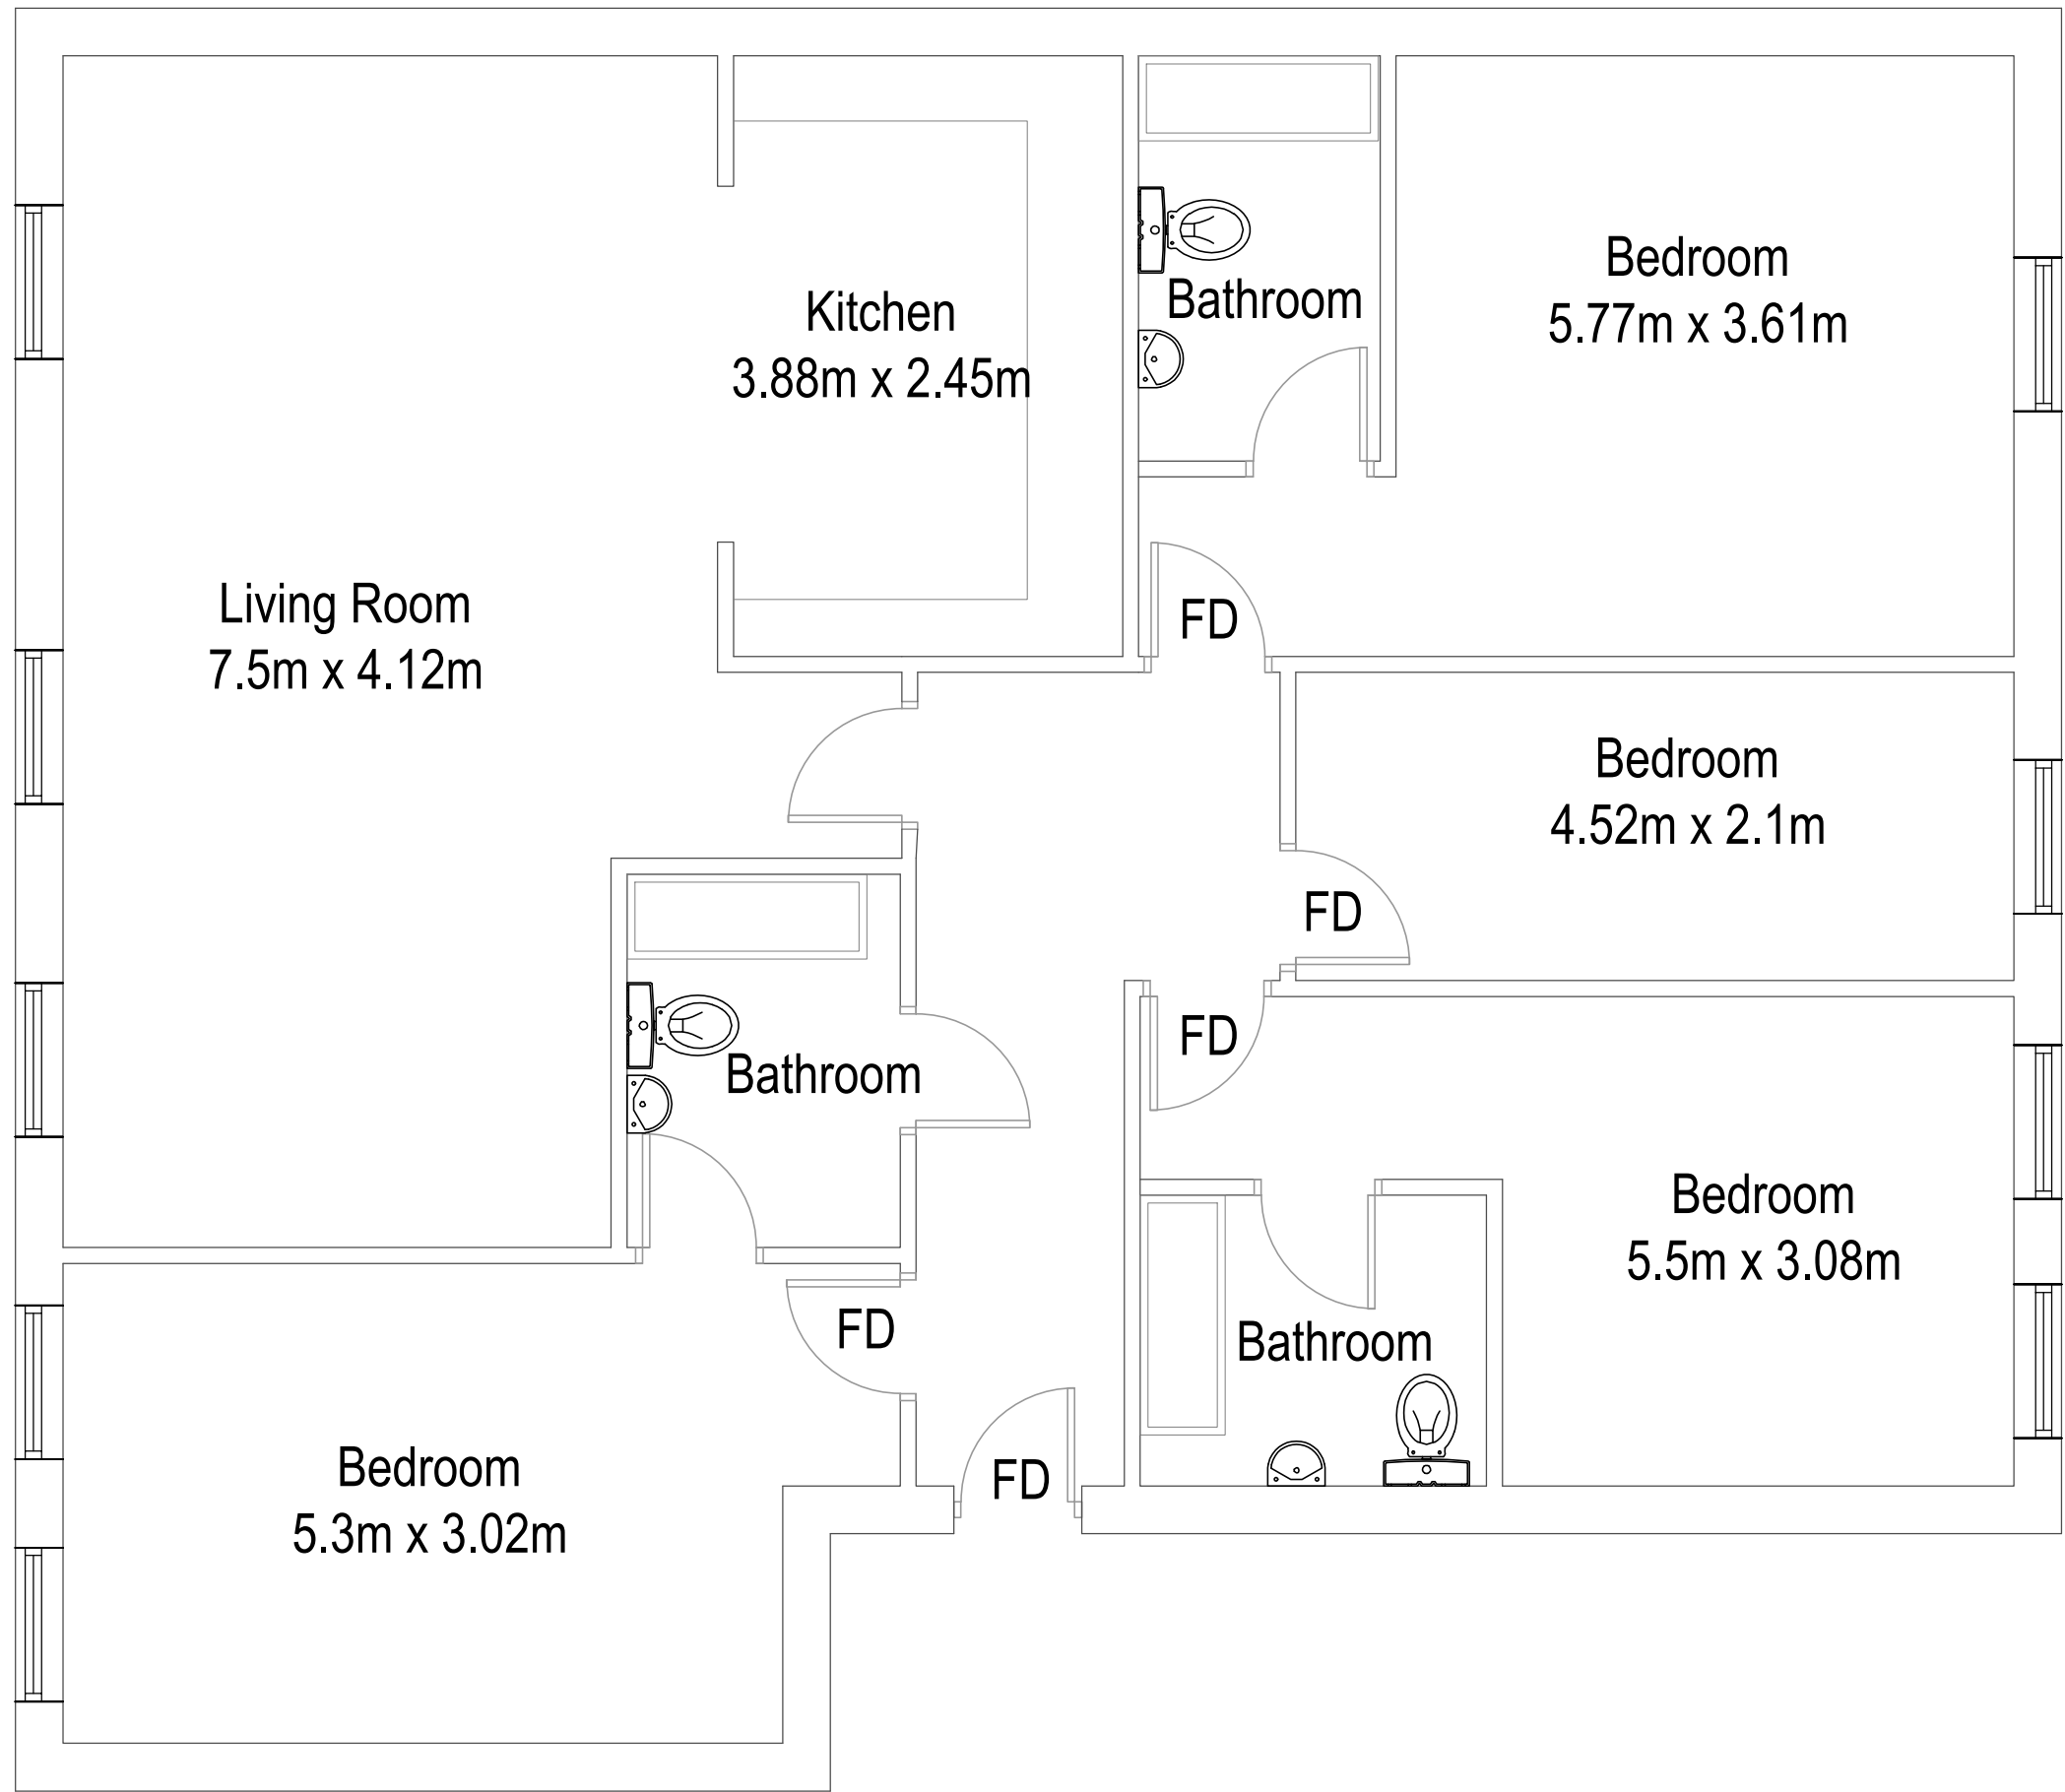 Bedroom
5.77m x 3.61m
Bathroom
Kitchen
3.88m x 2.45m
Living Room
7.5m x 4.12m
FD
Bedroom
4.52m x 2.1m
FD
FD
Bathroom
Bedroom
5.5m x 3.08m
FD
Bathroom
Bedroom
5.3m x 3.02m
FD